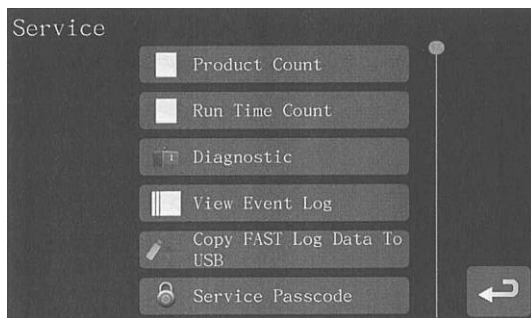 Service
Product Count
Run Time Count
Diagnostic
View Event Log
Copy FAST Log Data To
USB
Service Passcode